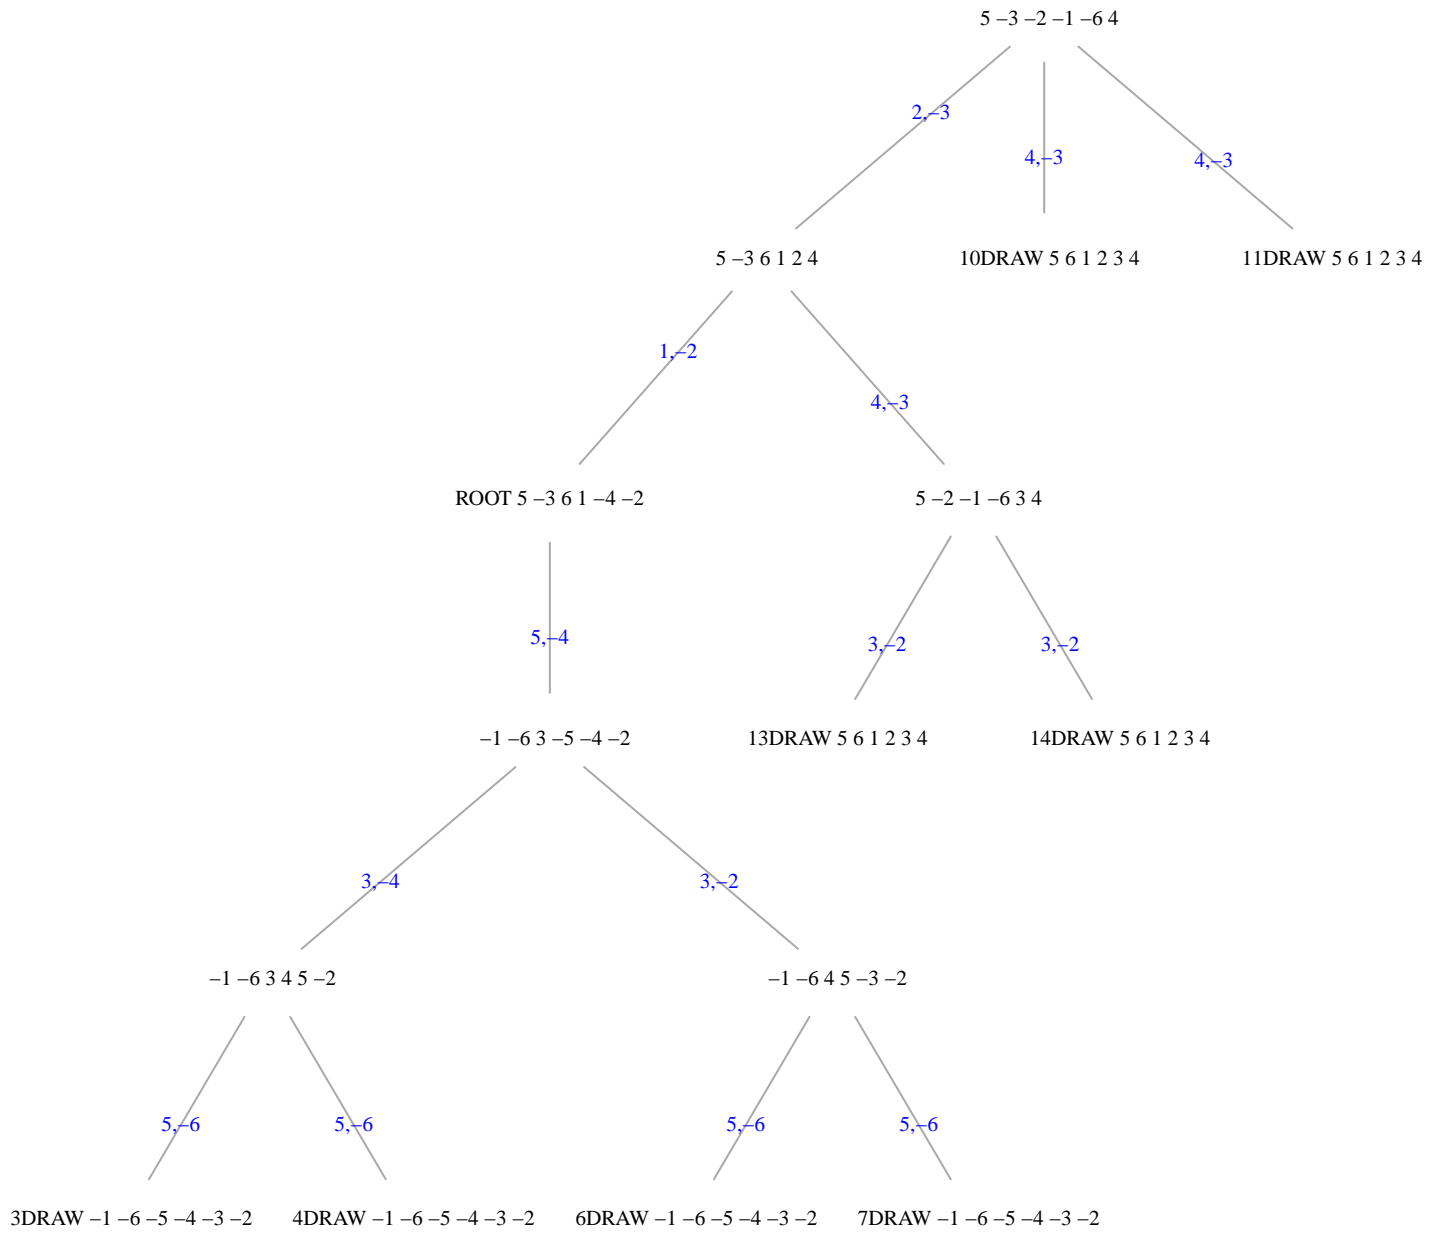 5 –3 –2 –1 –6 4
2,–3
4,–3
4,–3
5 –3 6 1 2 4
10DRAW 5 6 1 2 3 4
11DRAW 5 6 1 2 3 4
1,–2
4,–3
ROOT 5 –3 6 1 –4 –2
5 –2 –1 –6 3 4
5,–4
3,–2
3,–2
–1 –6 3 –5 –4 –2
13DRAW 5 6 1 2 3 4
14DRAW 5 6 1 2 3 4
3,–4
3,–2
–1 –6 3 4 5 –2
–1 –6 4 5 –3 –2
5,–6
5,–6
5,–6
5,–6
3DRAW –1 –6 –5 –4 –3 –2
4DRAW –1 –6 –5 –4 –3 –2
6DRAW –1 –6 –5 –4 –3 –2
7DRAW –1 –6 –5 –4 –3 –2